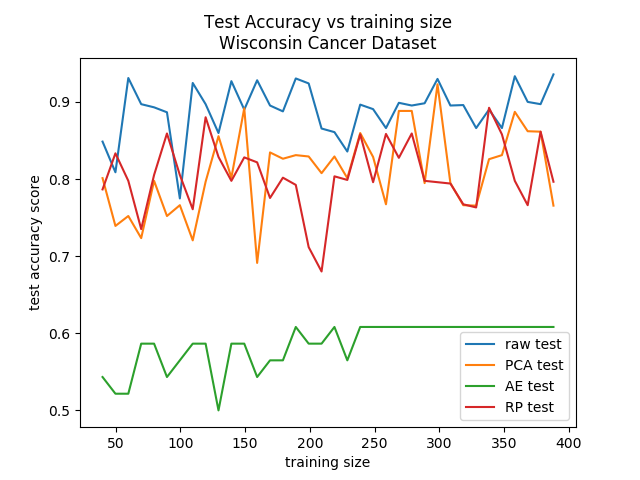 Test Accuracy vs training size
Wisconsin Cancer Dataset
test accuracy score
0.9
0.8
0.7
0.6
0.5
raw test
PCA test
AE test
RP test
50
100
150
200
250
300
350
400
training size